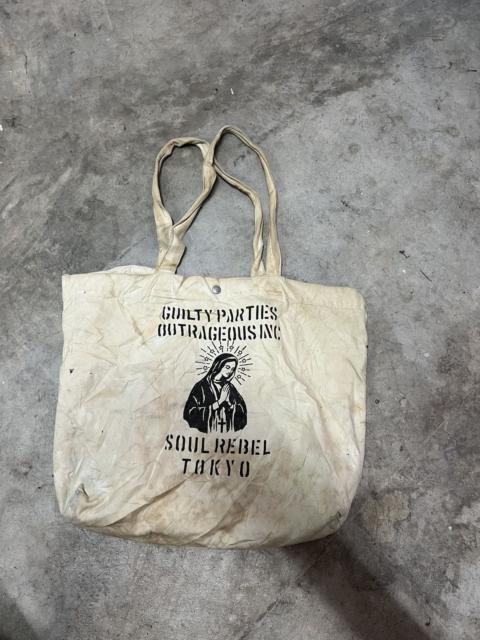 GUILTY PARTIES
OUTRAGEOUS INC
SOUL REBEL
TOKYO